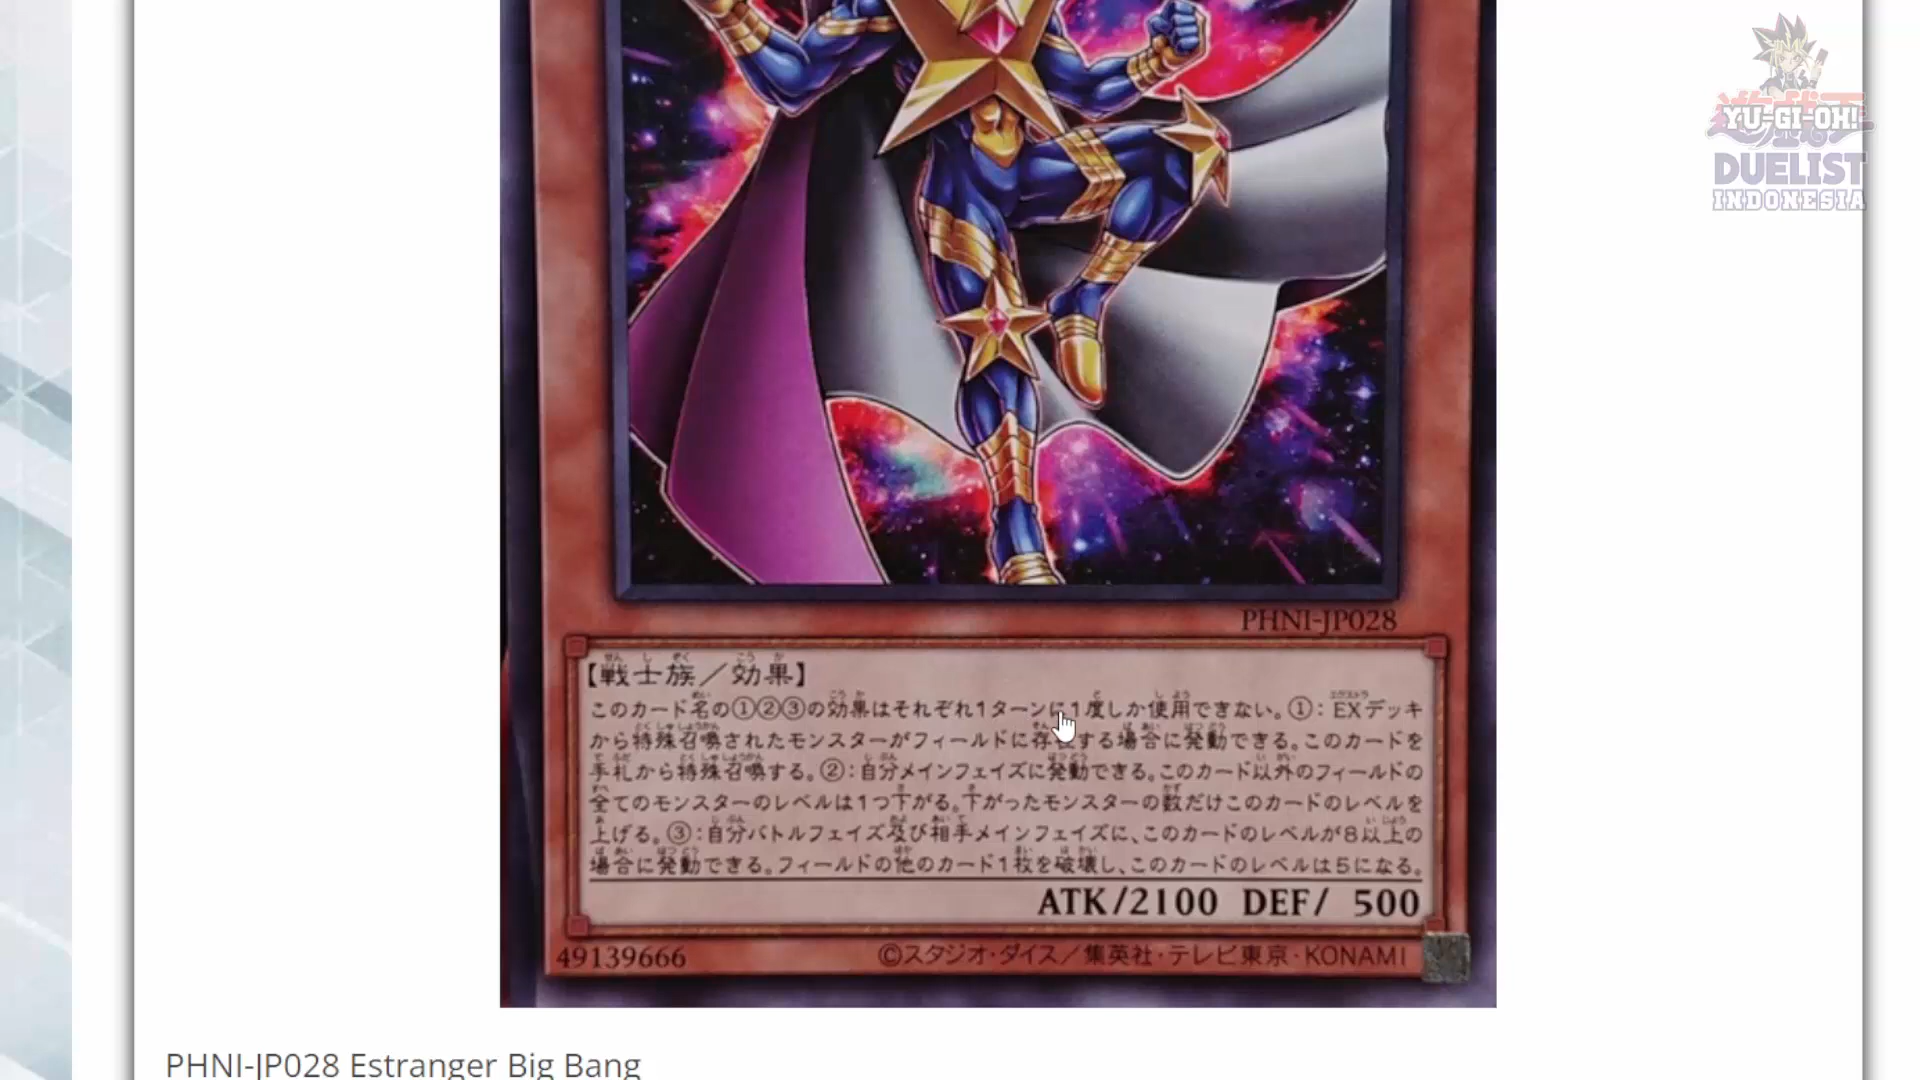 YU-GI-OH!
DUELIST
INDONESIA
PHNI-JP028
【戦士族／効果】
このカード名の①②③の効果はそれぞれ1ターンに1度しか使用できない。①：EXデッキ
から特殊召喚されたモンスターがフィールドに存在する場合に発動できる。このカードを
手札から特殊召喚する。②：自分メインフェイズに発動できる。このカード以外のフィールドの
全てのモンスターのレベルは1つ下がる。下がったモンスターの数だけこのカードのレベルを
上げる。③：自分バトルフェイズ及び相手メインフェイズに、このカードのレベルが8以上の
場合に発動できる。フィールドの他のカード1枚を破壊し、このカードのレベルは5になる。
ATK/2100 DEF/ 500
49139666
©スタジオ・ダイス／集英社・テレビ東京・KONAMI
PHNI-JP028 Estranger Big Bang